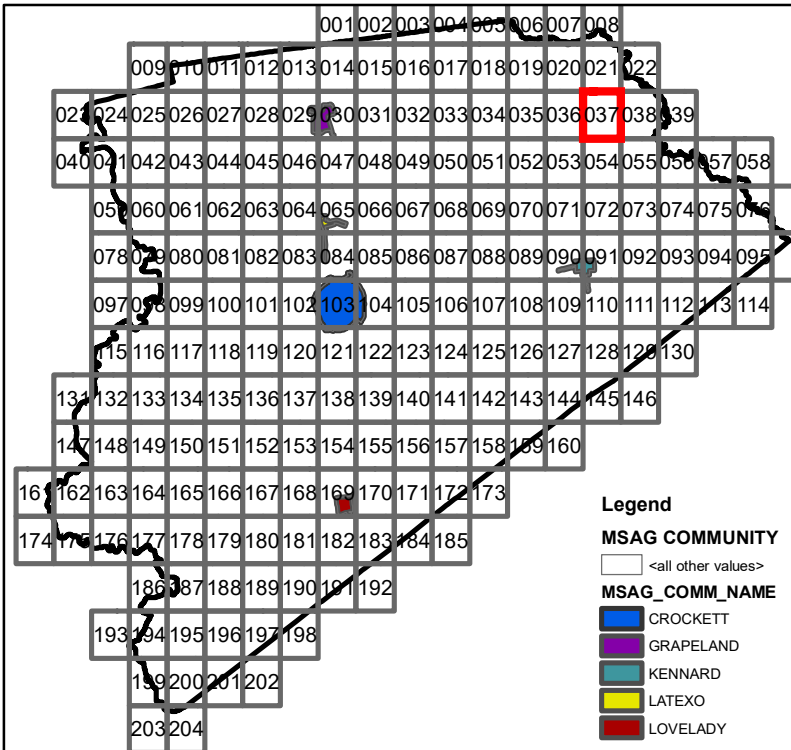 001 002 003 004 005 006 007 008
009 010 011 012 013 014 015 016 017 018 019 020 021 022
023 024 025 026 027 028 029 030 031 032 033 034 035 036 037 038 039
040 041 042 043 044 045 046 047 048 049 050 051 052 053 054 055 056 057 058
059 060 061 062 063 064 065 066 067 068 069 070 071 072 073 074 075 076
078 079 080 081 082 083 084 085 086 087 088 089 090 091 092 093 094 095
097 098 099 100 101 102 103 104 105 106 107 108 109 110 111 112 113 114
115 116 117 118 119 120 121 122 123 124 125 126 127 128 129 130
131 132 133 134 135 136 137 138 139 140 141 142 143 144 145 146
147 148 149 150 151 152 153 154 155 156 157 158 159 160
161 162 163 164 165 166 167 168 169 170 171 172 173
174 175 176 177 178 179 180 181 182 183 184 185
186 187 188 189 190 191 192
193 194 195 196 197 198
199 200 201 202
203 204
Legend
MSAG COMMUNITY
<all other values>
MSAG_COMM_NAME
CROCKETT
GRAPELAND
KENNARD
LATEXO
LOVELADY